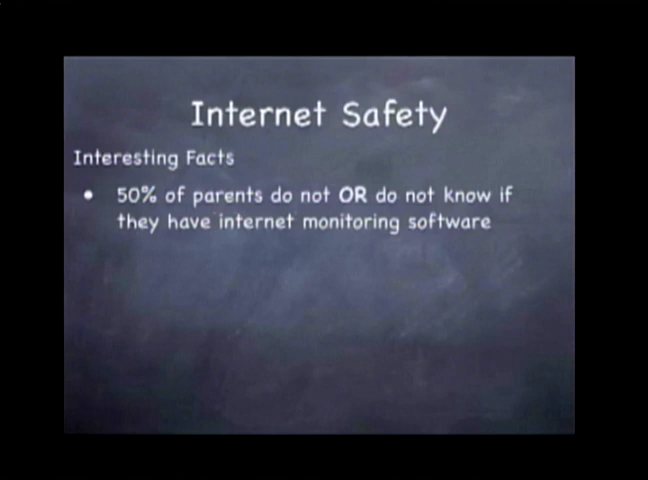 Internet Safety
Interesting Facts
• 50% of parents do not OR do not know if
they have internet monitoring software